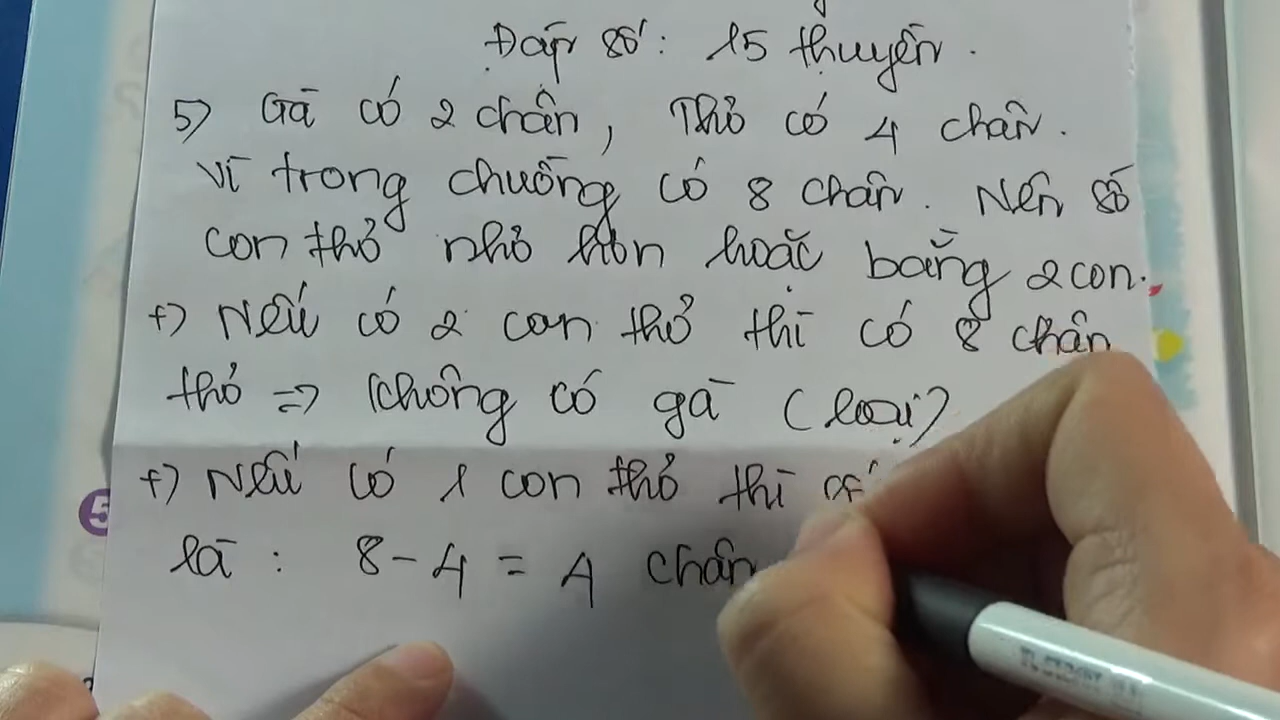 Đáp số: 15 thuyền.
5) Gà có 2 chân, Thỏ có 4 chân.
Vì trong chuồng có 8 chân. Nên số
con thỏ nhỏ hơn hoặc bằng 2 con.
+) Nếu có 2 con thỏ thì có 8 chân
thỏ => không có gà (loại)
+) Nếu có 1 con thỏ thì số
là: 8 - 4 = 4 chân
5